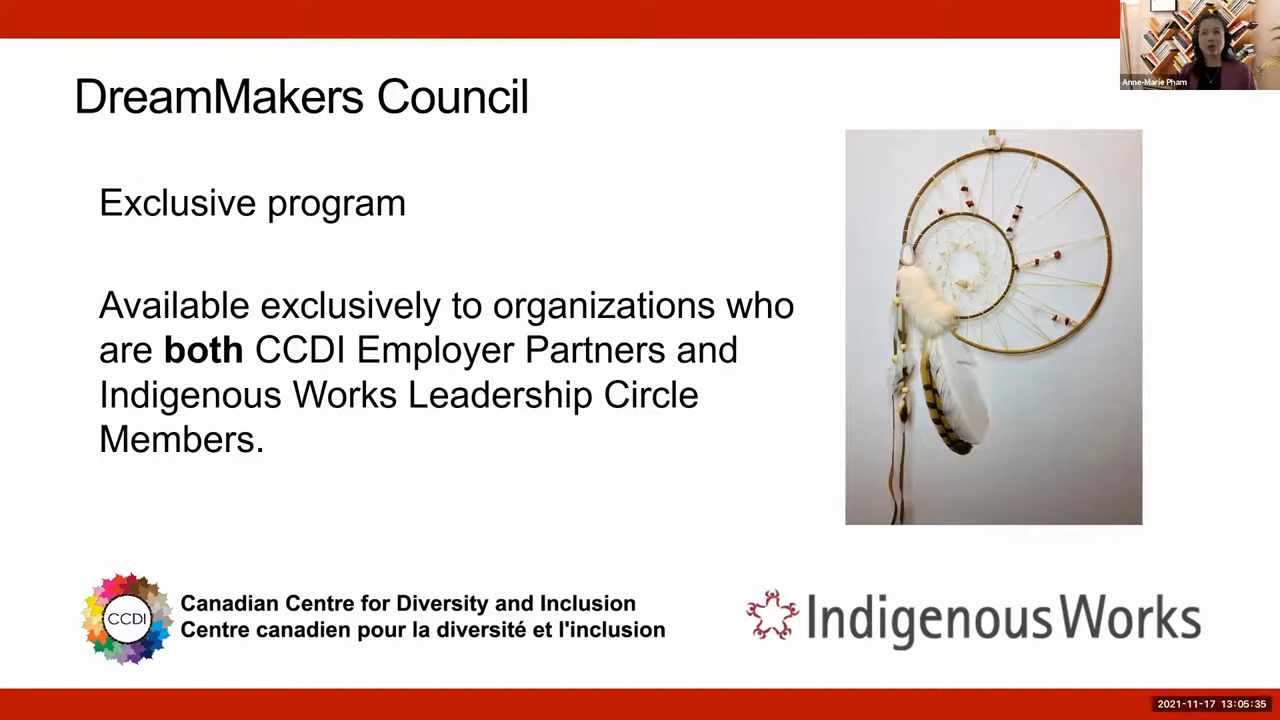 DreamMakers Council
Anne-Marie Pham
Exclusive program
Available exclusively to organizations who
are both CCDI Employer Partners and
Indigenous Works Leadership Circle
Members.
CCDI
Canadian Centre for Diversity and Inclusion
Centre canadien pour la diversité et l'inclusion
Indigenous Works
2021-11-17 13:05:35